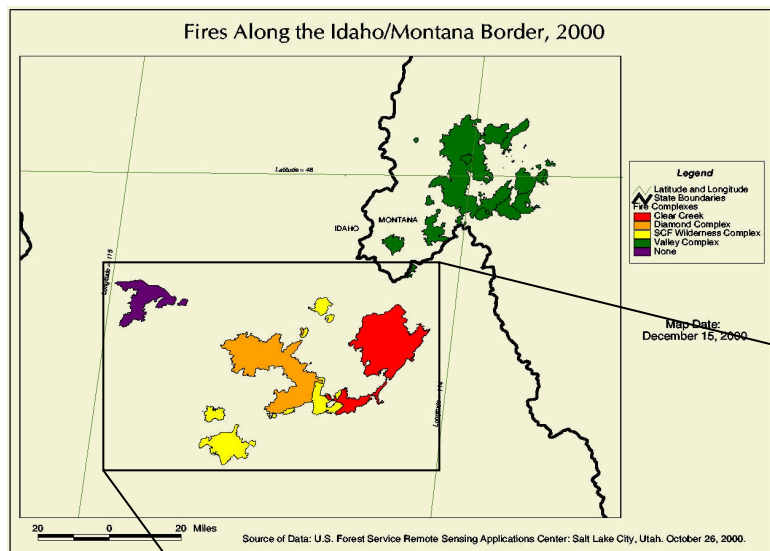 Fires Along the Idaho/Montana Border, 2000
Latitude = 46
IDAHO
MONTANA
Longitude = 115
Longitude = 114
Legend
Latitude and Longitude
State Boundaries
Fire Complexes
Clear Creek
Diamond Complex
SCF Wilderness Complex
Valley Complex
None
Map Date:
December 15, 2000
20 0 20 Miles
Source of Data: U.S. Forest Service Remote Sensing Applications Center: Salt Lake City, Utah. October 26, 2000.